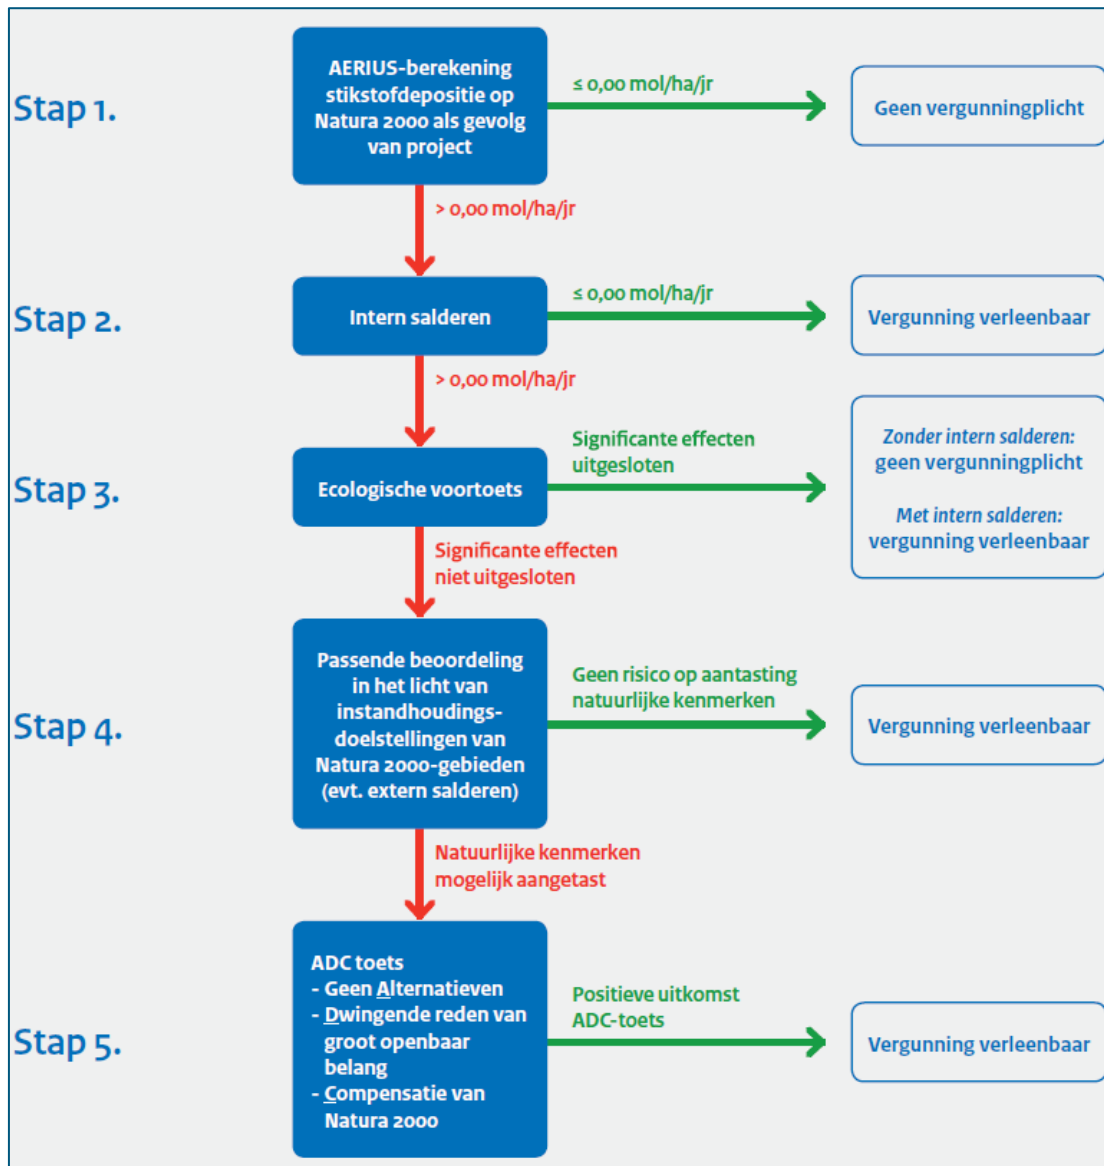 Stap 1.
AERIUS-berekening
stikstofdepositie op
Natura 2000 als gevolg
van project
≤ 0,00 mol/ha/jr
Geen vergunningplicht
> 0,00 mol/ha/jr
Stap 2.
Intern salderen
≤ 0,00 mol/ha/jr
Vergunning verleenbaar
> 0,00 mol/ha/jr
Stap 3.
Ecologische voortoets
Significante effecten
uitgesloten
Zonder intern salderen:
geen vergunningplicht
Met intern salderen:
vergunning verleenbaar
Significante effecten
niet uitgesloten
Stap 4.
Passende beoordeling
in het licht van
instandhoudings-
doelstellingen van
Natura 2000-gebieden
(evt. extern salderen)
Geen risico op aantasting
natuurlijke kenmerken
Vergunning verleenbaar
Natuurlijke kenmerken
mogelijk aangetast
Stap 5.
ADC toets
- Geen Alternatieven
- Dwingende reden van
groot openbaar
belang
- Compensatie van
Natura 2000
Positieve uitkomst
ADC-toets
Vergunning verleenbaar